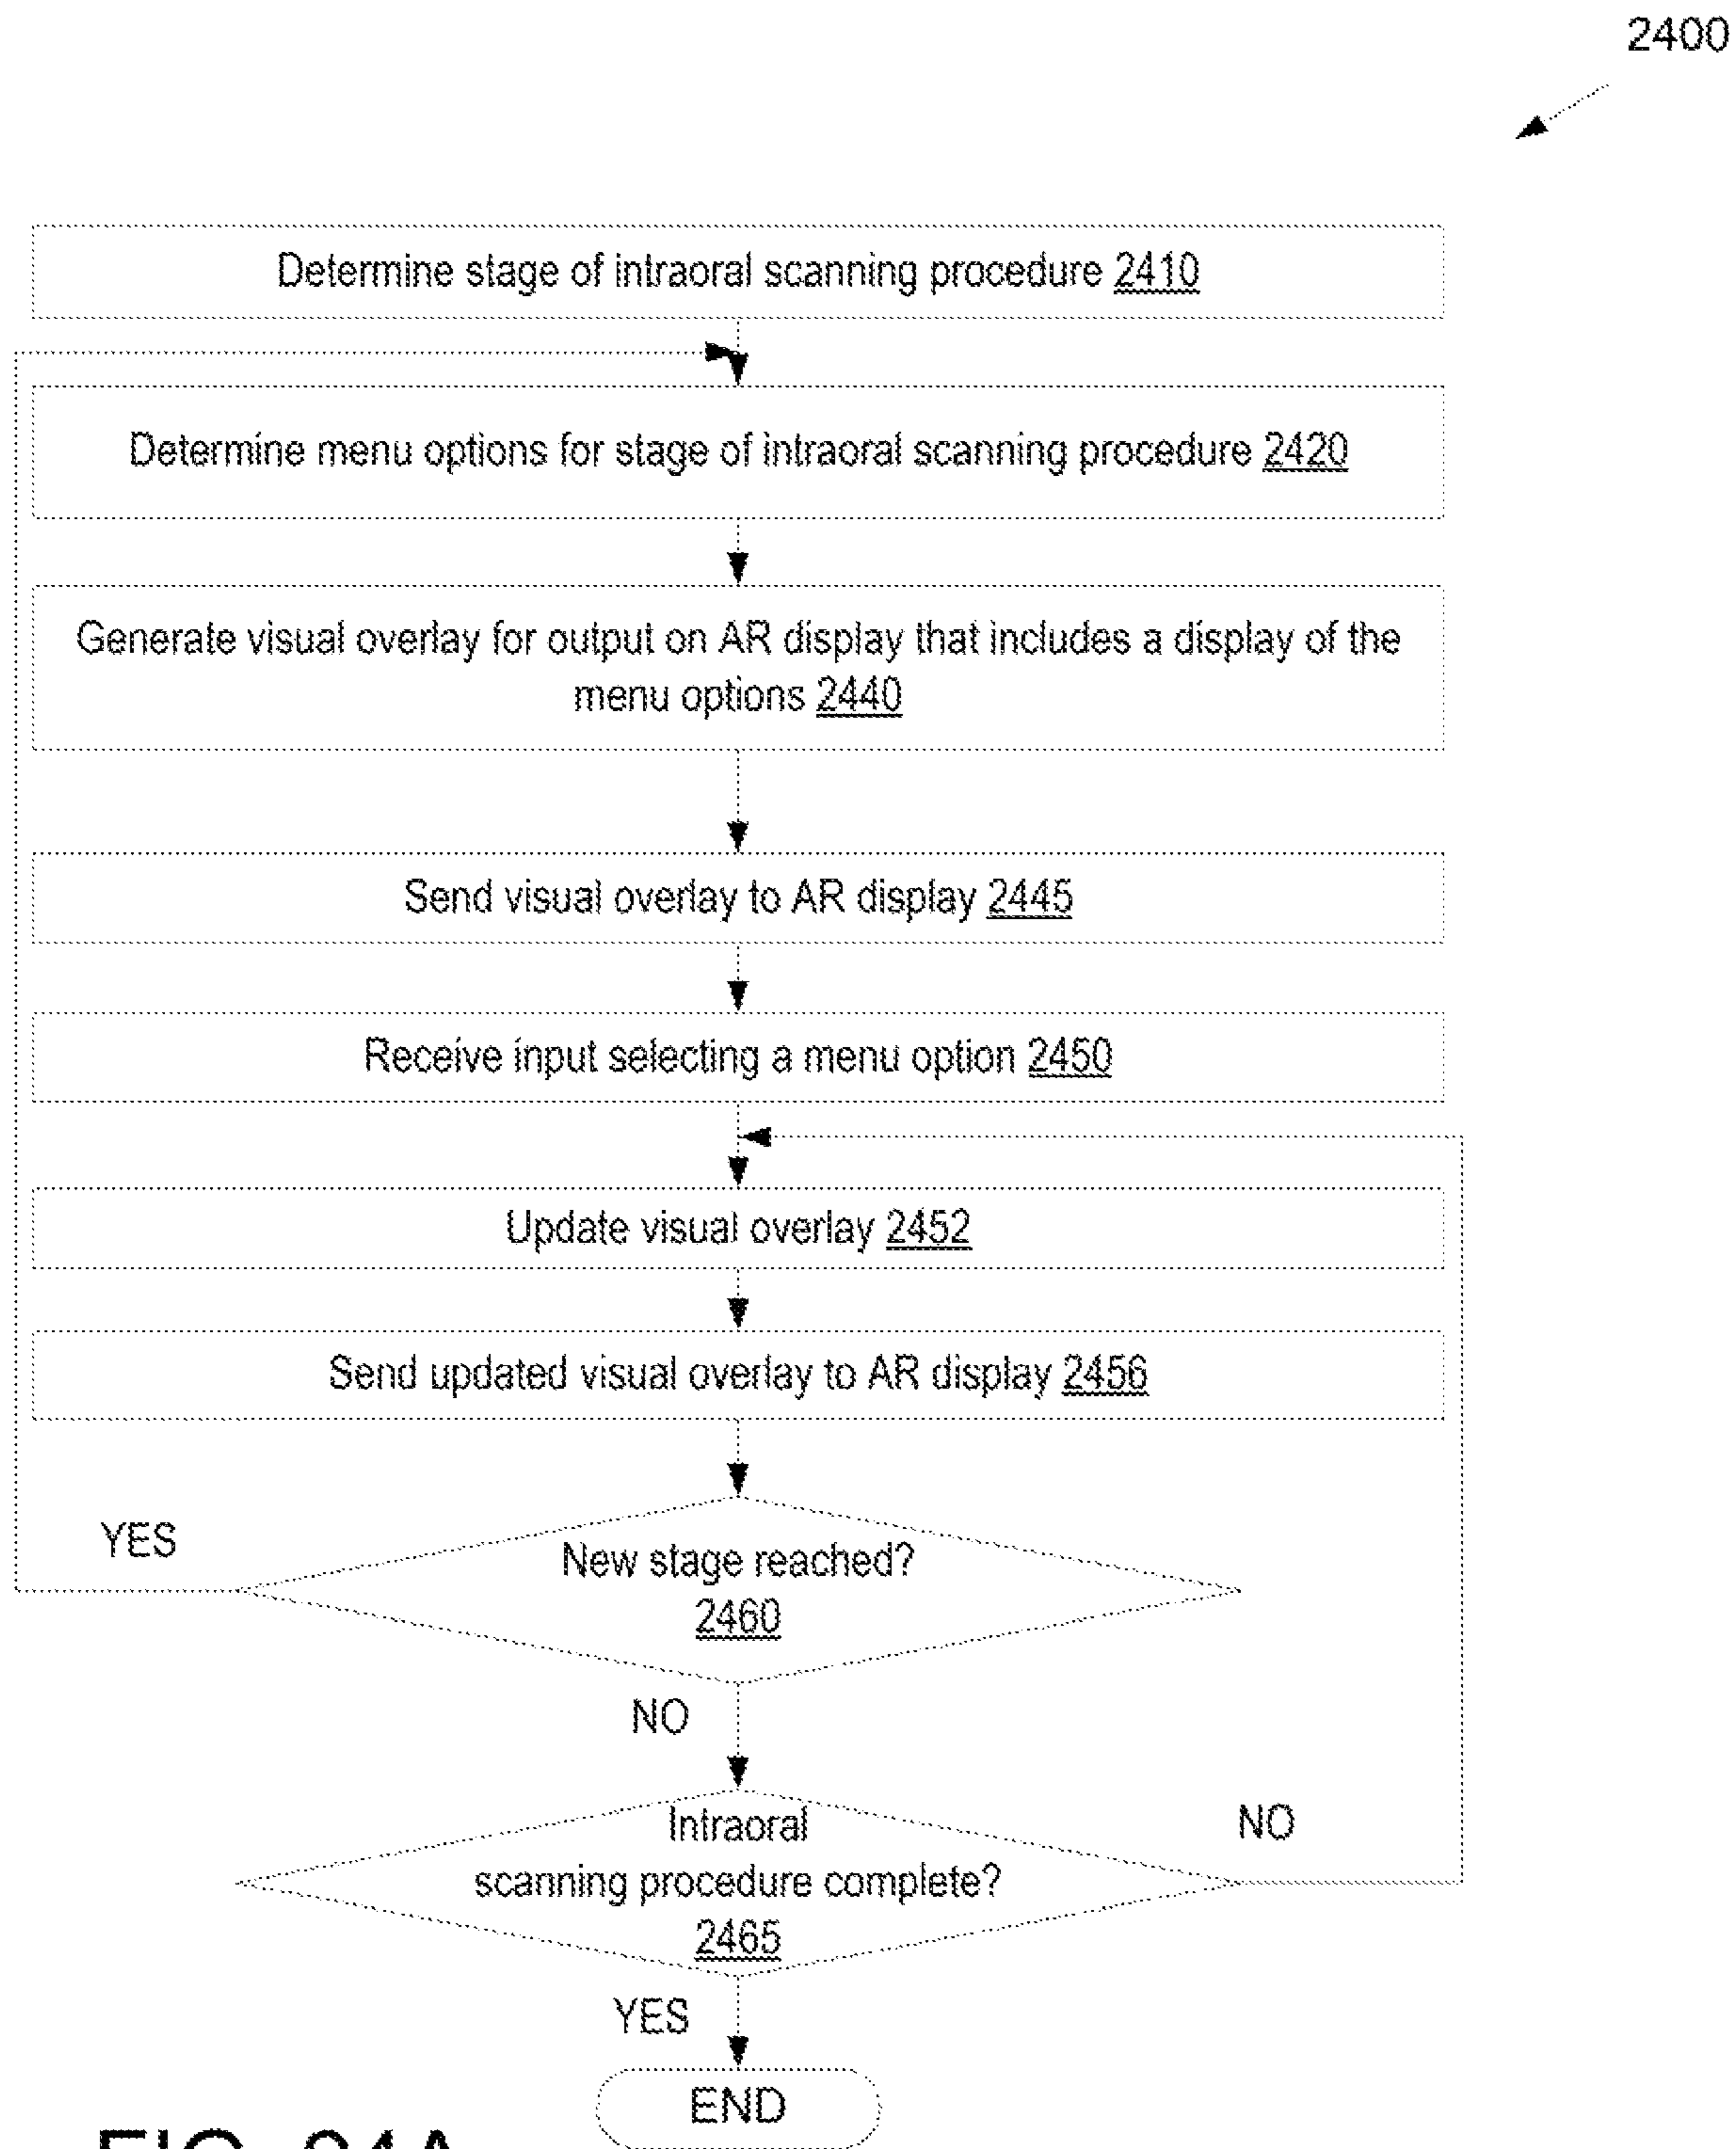 2400
Determine stage of intraoral scanning procedure 2410
Determine menu options for stage of intraoral scanning procedure 2420
Generate visual overlay for output on AR display that includes a display of the
menu options 2440
Send visual overlay to AR display 2445
Receive input selecting a menu option 2450
Update visual overlay 2452
Send updated visual overlay to AR display 2456
YES
New stage reached?
2460
NO
Intraoral
NO
scanning procedure complete?
2465
YES
END
FIG. 24A